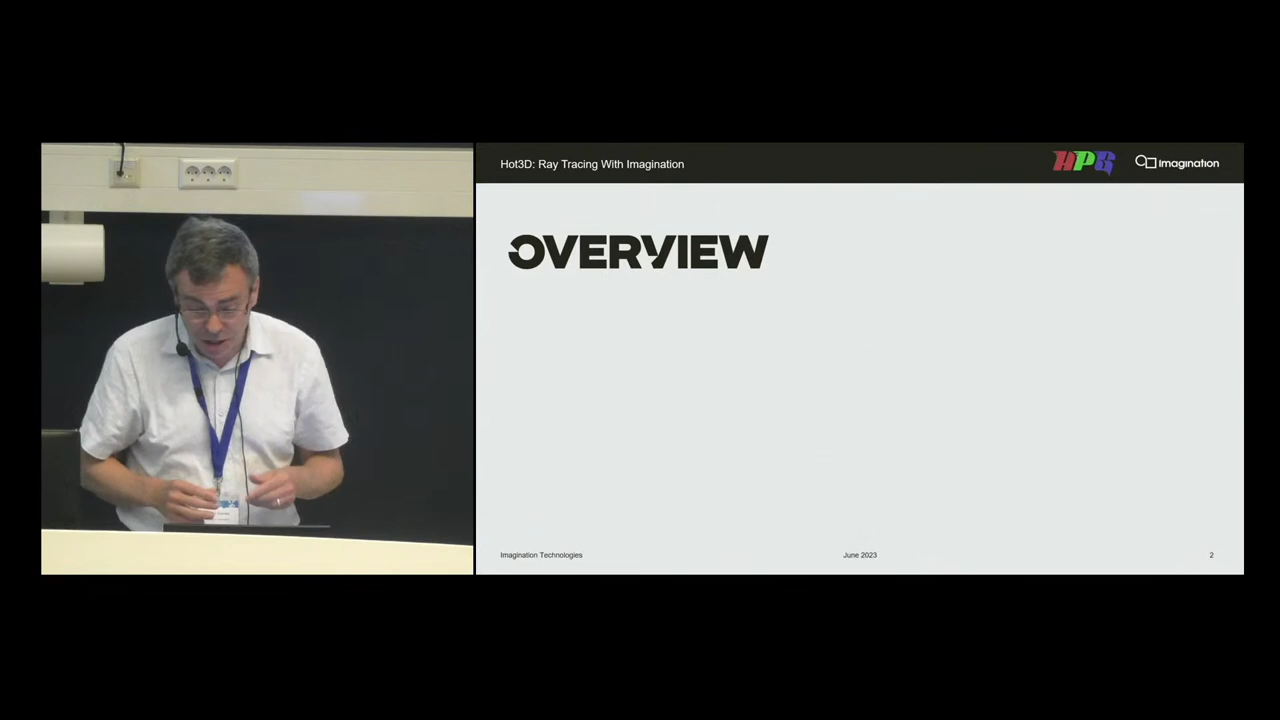 Hot3D: Ray Tracing With Imagination
HPG
Imagination
OVERVIEW
Imagination Technologies
June 2023
2